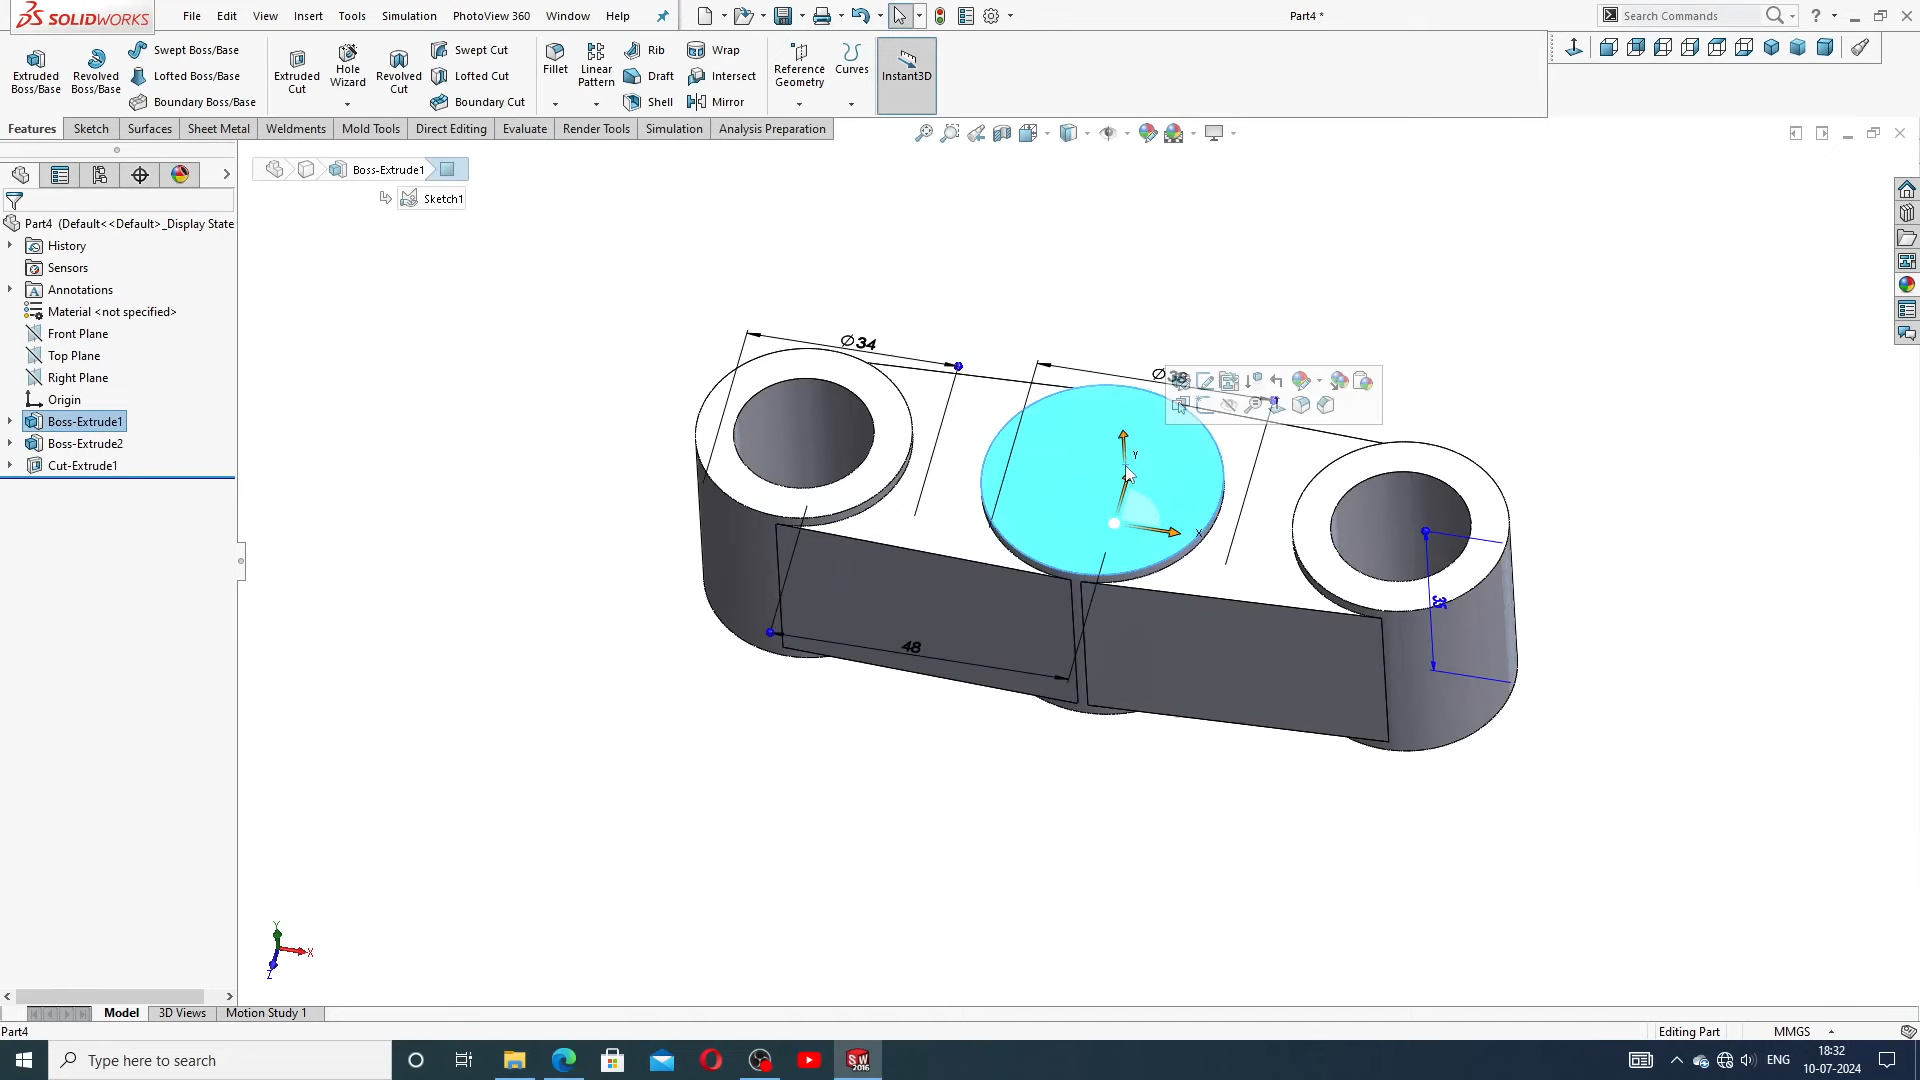 SOLIDWORKS
File Edit View Insert Tools Simulation PhotoView 360 Window Help
Part4 *
Search Commands
Extruded Boss/Base
Revolved Boss/Base
Swept Boss/Base
Lofted Boss/Base
Boundary Boss/Base
Extruded Cut
Hole Wizard
Revolved Cut
Swept Cut
Lofted Cut
Boundary Cut
Fillet
Linear Pattern
Rib
Draft
Shell
Wrap
Intersect
Mirror
Reference Geometry
Curves
Instant3D
Features Sketch Surfaces Sheet Metal Weldments Mold Tools Direct Editing Evaluate Render Tools Simulation Analysis Preparation
Boss-Extrude1
Sketch1
Part4 (Default<<Default>_Display State
History
Sensors
Annotations
Material <not specified>
Front Plane
Top Plane
Right Plane
Origin
Boss-Extrude1
Boss-Extrude2
Cut-Extrude1
∅34
∅38
Y
X
35
48
Y
X
Z
Model 3D Views Motion Study 1
Part4
Editing Part
MMGS
Type here to search
SW
2016
ENG
18:32
10-07-2024